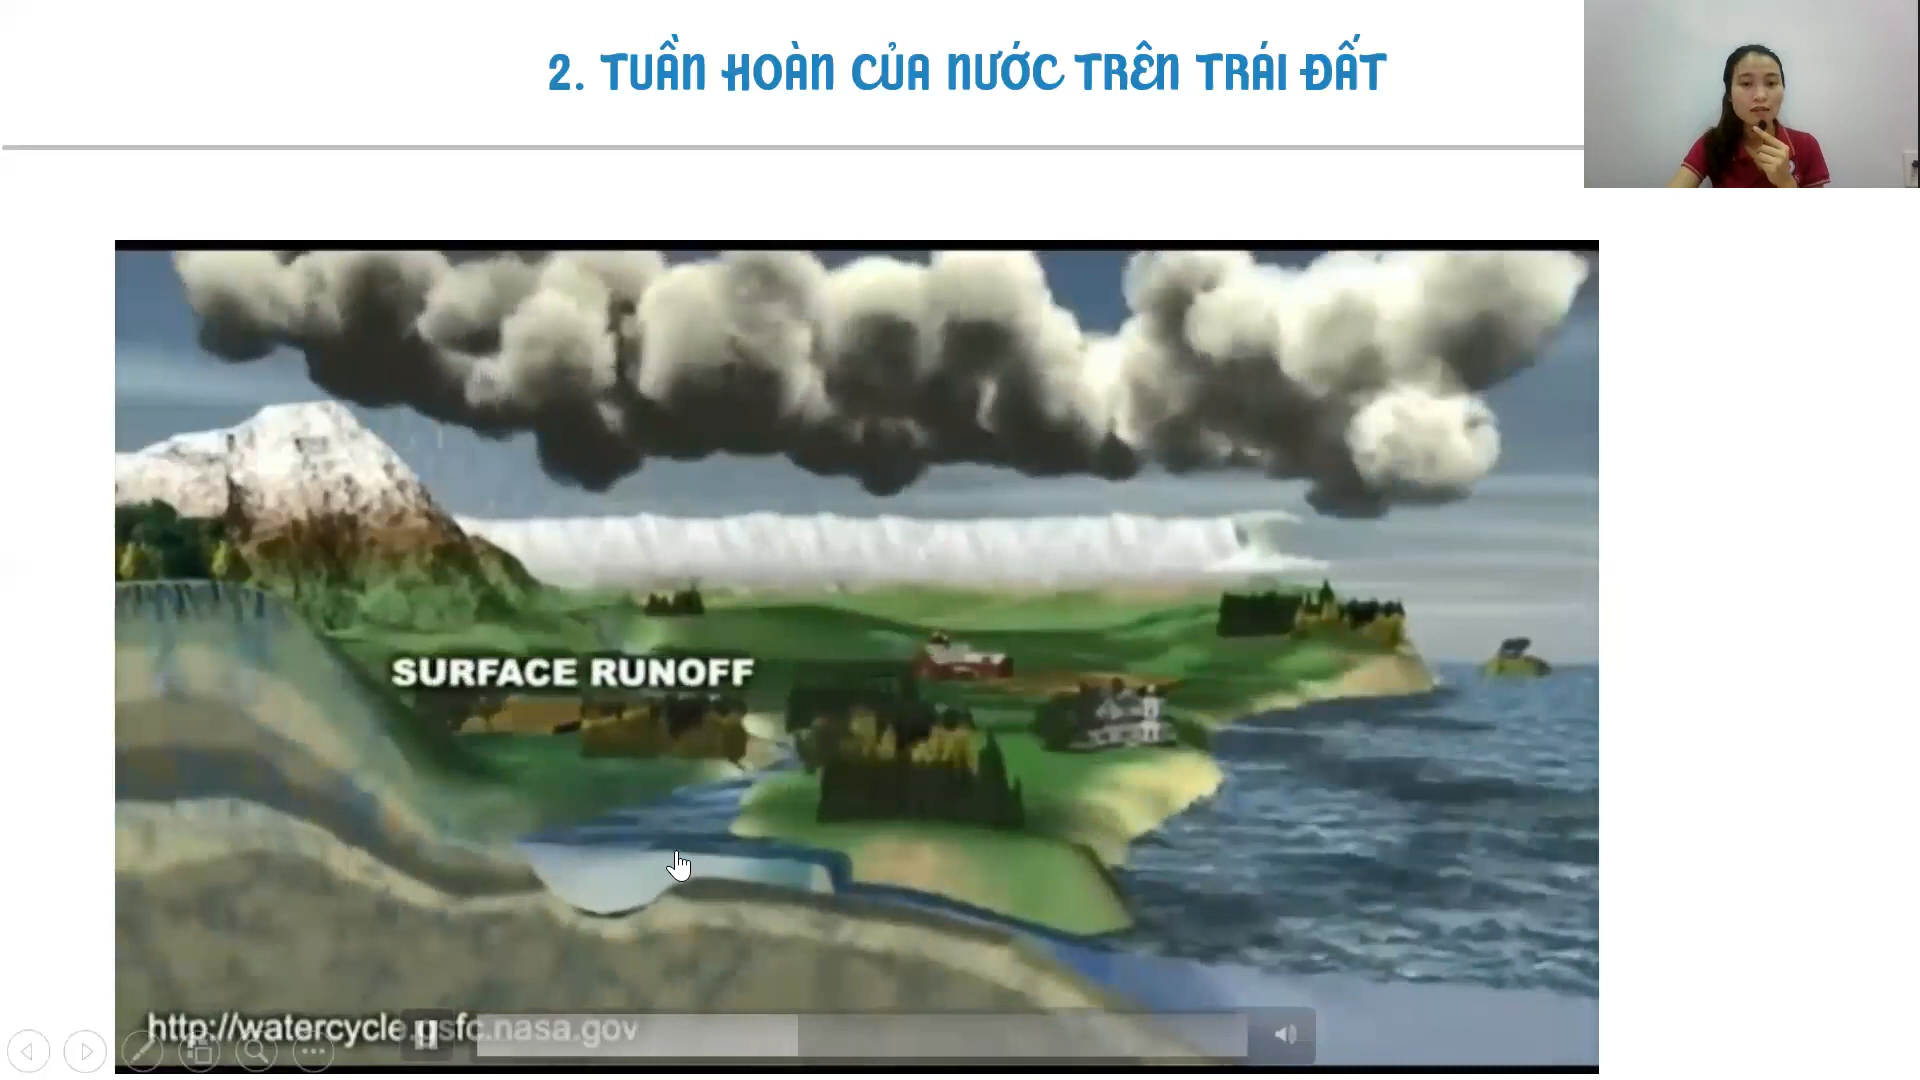 2. TUẦN HOÀN CỦA NƯỚC TRÊN TRÁI ĐẤT
SURFACE RUNOFF
http://watercycle.gsfc.nasa.gov